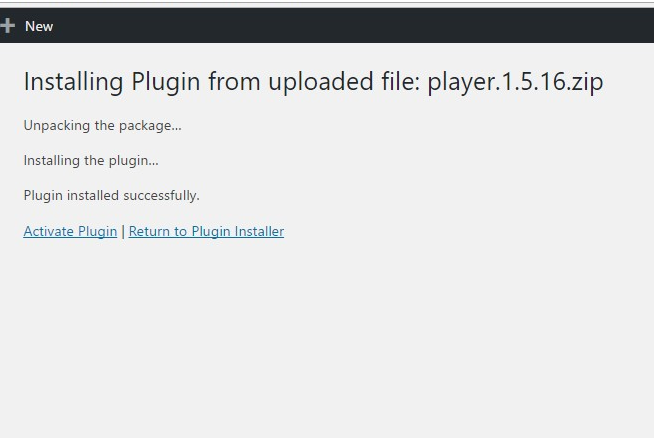 New
Installing Plugin from uploaded file: player.1.5.16.zip
Unpacking the package...
Installing the plugin...
Plugin installed successfully.
Activate Plugin | Return to Plugin Installer